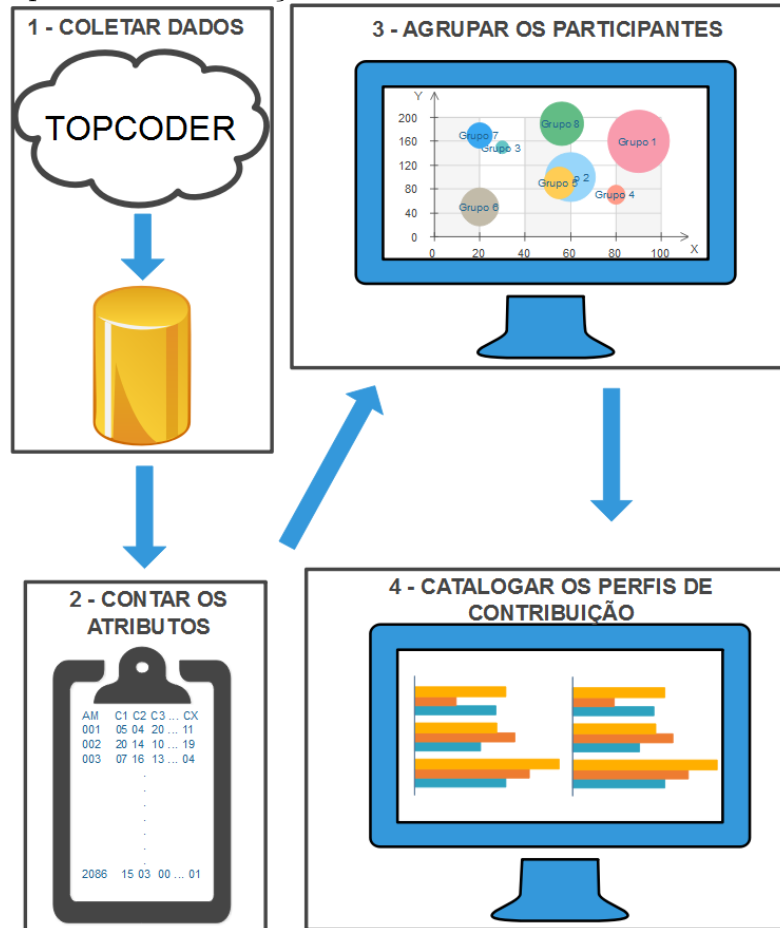 1 - COLETAR DADOS
TOPCODER
2 - CONTAR OS
ATRIBUTOS
AM C1 C2 C3 ... CX
001 05 04 20 ... 11
002 20 14 10 ... 19
003 07 16 13 ... 04
.
.
.
.
.
.
2086 15 03 00 ... 01
3 - AGRUPAR OS PARTICIPANTES
Y
200
160
120
80
40
0
Grupo 7
Grupo 3
Grupo 8
Grupo 1
Grupo 5
o 2
Grupo 4
Grupo 6
0 20 40 60 80 100
X
4 - CATALOGAR OS PERFIS DE
CONTRIBUIÇÃO